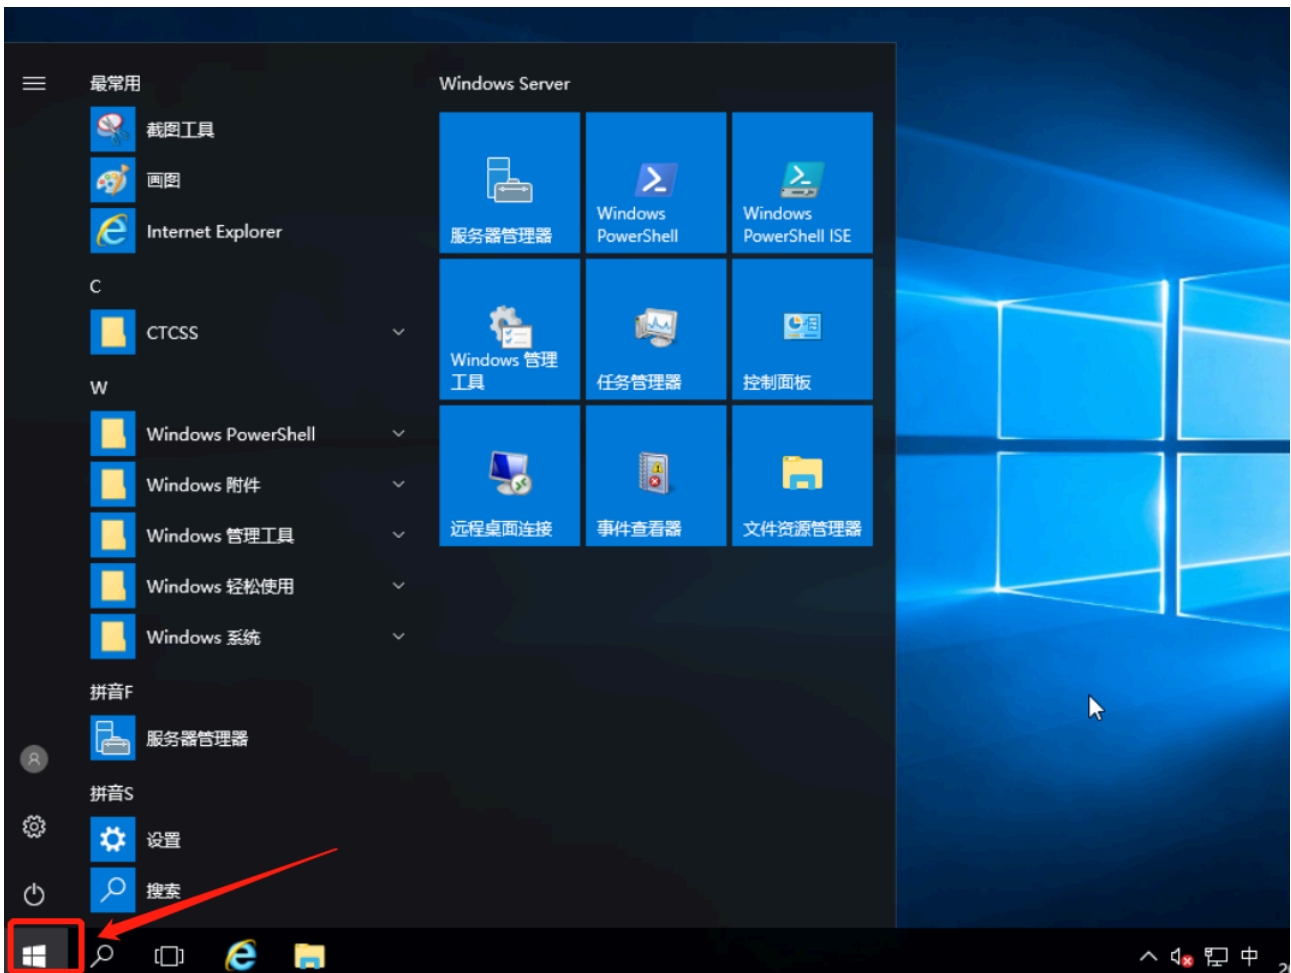 最常用
截图工具
画图
Internet Explorer
C
CTCSS
W
Windows PowerShell
Windows 附件
Windows 管理工具
Windows 轻松使用
Windows 系统
拼音F
服务器管理器
拼音S
设置
搜索
Windows Server
服务器管理器
Windows
PowerShell
Windows
PowerShell ISE
Windows 管理
工具
任务管理器
控制面板
远程桌面连接
事件查看器
文件资源管理器
中